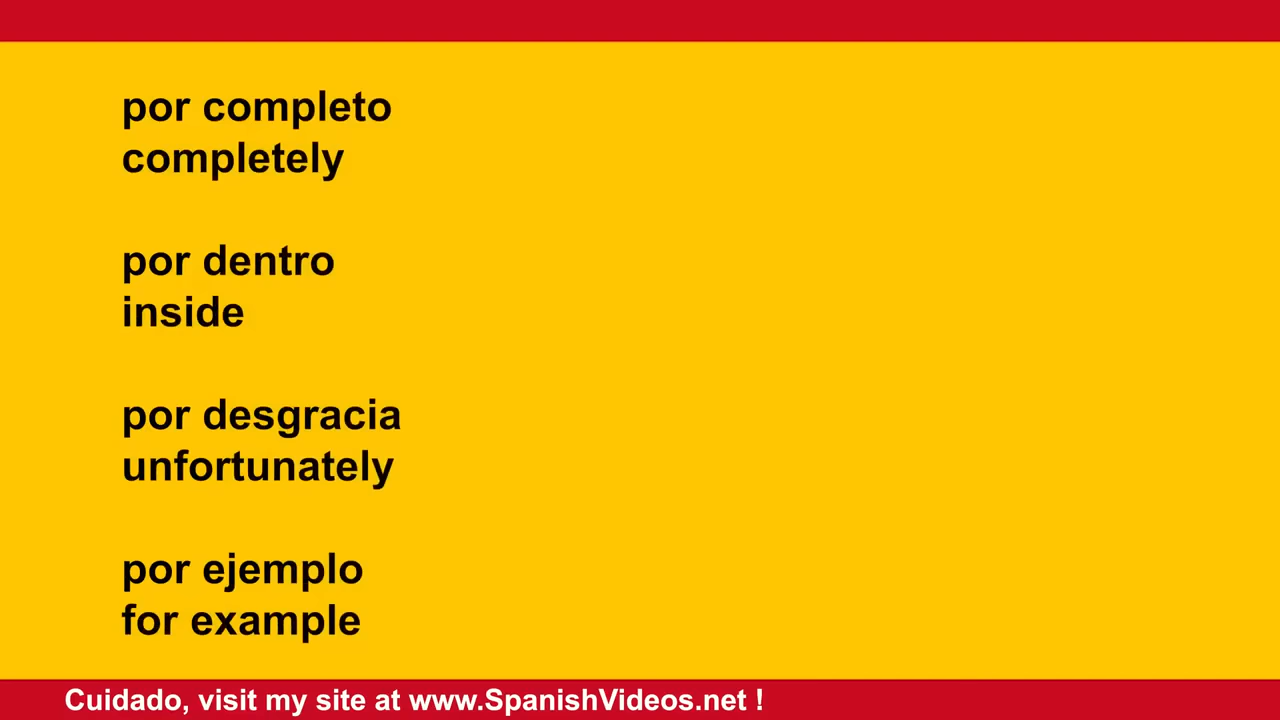 por completo
completely
por dentro
inside
por desgracia
unfortunately
por ejemplo
for example
Cuidado, visit my site at www.SpanishVideos.net !